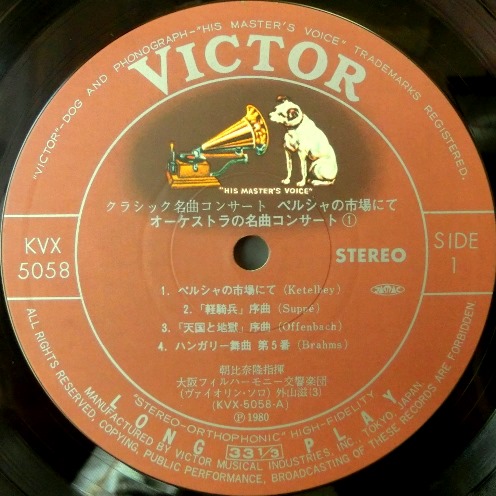 "VICTOR"–DOG AND PHONOGRAPH–"HIS MASTER'S VOICE" TRADEMARKS REGISTERED.
VICTOR
"HIS MASTER'S VOICE"
クラシック名曲コンサート ペルシャの市場にて
オーケストラの名曲コンサート①
KVX
5058
STEREO
SIDE
1
1. ペルシャの市場にて (Ketelbey)
2. 「軽騎兵」序曲 (Suppé)
3. 「天国と地獄」序曲 (Offenbach)
4. ハンガリー舞曲 第5番 (Brahms)
朝比奈隆指揮
大阪フィルハーモニー交響楽団
(ヴァイオリン・ソロ) 外山滋(3)
(KVX-5058-A)
Ⓟ1980
"STEREO-ORTHOPHONIC" HIGH-FIDELITY
LONG 33 1/3 PLAY
MANUFACTURED BY VICTOR MUSICAL INDUSTRIES, INC., TOKYO, JAPAN
ALL RIGHTS RESERVED, COPYING, PUBLIC PERFORMANCE, BROADCASTING OF THESE RECORDS ARE FORBIDDEN